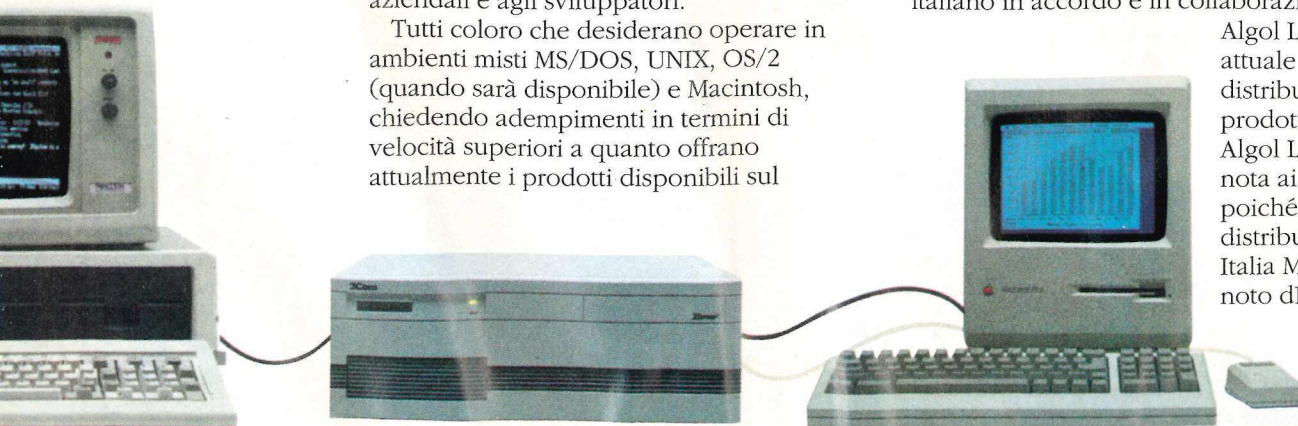 aziendali e agli sviluppatori.
Tutti coloro che desiderano operare in
ambienti misti MS/DOS, UNIX, OS/2
(quando sarà disponibile) e Macintosh,
chiedendo adempimenti in termini di
velocità superiori a quanto offrano
attualmente i prodotti disponibili sul
italiano in accordo e in collaborazi
Algol L
attuale
distribu
prodott
Algol L
nota ai
poiché
distribu
Italia M
noto d
3Com